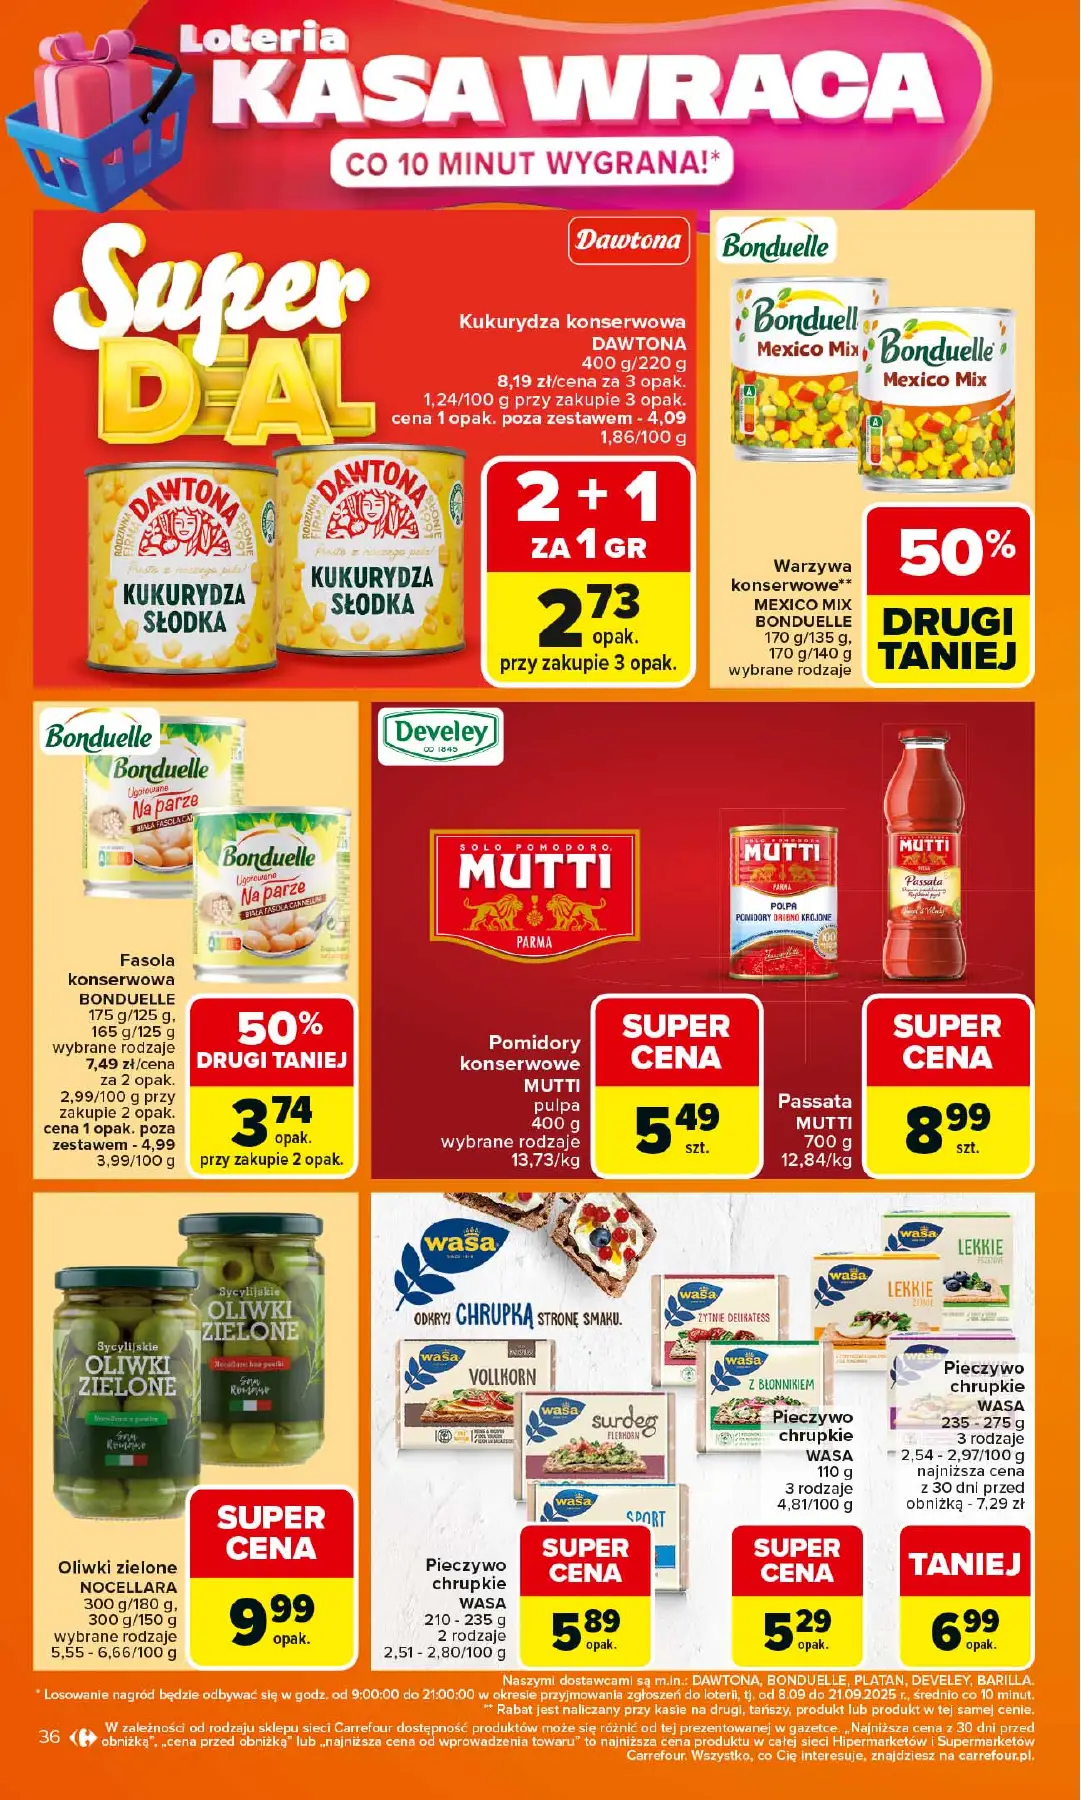 Loteria
KASA WRACA
CO 10 MINUT WYGRANA!*
Super
DEAL
Dawtona
Kukurydza konserwowa
DAWTONA
400 g/220 g
8,19 zł/cena za 3 opak.
1,24/100 g przy zakupie 3 opak.
cena 1 opak. poza zestawem - 4,09
1,86/100 g
DAWTONA
KUKURYDZA
SŁODKA
DAWTONA
KUKURYDZA
SŁODKA
2 + 1
ZA 1 GR
2 73
opak.
przy zakupie 3 opak.
Bonduelle
Bonduell
Mexico Mix
Bonduelle
Mexico Mix
Warzywa
konserwowe**
MEXICO MIX
BONDUELLE
170 g/135 g,
170 g/140 g
wybrane rodzaje
50%
DRUGI
TANIEJ
Bonduelle
Bonduelle
Ugotowane
Na parze
Bonduelle
Ugotowane
Na parze
BIAŁA FASOLA CANNELLINI
Fasola
konserwowa
BONDUELLE
175 g/125 g,
165 g/125 g
wybrane rodzaje
7,49 zł/cena
za 2 opak.
2,99/100 g przy
zakupie 2 opak.
cena 1 opak. poza
zestawem - 4,99
3,99/100 g
50%
DRUGI TANIEJ
3 74
opak.
przy zakupie 2 opak.
Develey
OD 1845
SOLO POMODORO
MUTTI
PARMA
MUTTI
PARMA
POLPA
POMIDORY DROBNO KROJONE
MUTTI
Passata
Pomidory
konserwowe
MUTTI
pulpa
400 g
wybrane rodzaje
13,73/kg
SUPER
CENA
5 49
szt.
Passata
MUTTI
700 g
12,84/kg
SUPER
CENA
8 99
szt.
Sycylijskie
OLIWKI
ZIELONE
San
Romano
Sycylijskie
OLIWKI
ZIELONE
San
Romano
Oliwki zielone
NOCELLARA
300 g/180 g,
300 g/150 g
wybrane rodzaje
5,55 - 6,66/100 g
SUPER
CENA
9 99
opak.
wasa
ODKRYJ CHRUPKĄ STRONĘ SMAKU.
wasa
VOLLKORN
wasa
surdeg
FLERKORN
wasa
SPORT
wasa
ŻYTNIE DELIKATESS
wasa
Z BŁONNIKIEM
wasa
LEKKIE
wasa
LEKKIE
Pieczywo
chrupkie
WASA
210 - 235 g
2 rodzaje
2,51 - 2,80/100 g
SUPER
CENA
5 89
opak.
Pieczywo
chrupkie
WASA
110 g
3 rodzaje
4,81/100 g
SUPER
CENA
5 29
opak.
Pieczywo
chrupkie
WASA
235 - 275 g
3 rodzaje
2,54 - 2,97/100 g
najniższa cena
z 30 dni przed
obniżką - 7,29 zł
TANIEJ
6 99
opak.
Naszymi dostawcami są m.in.: DAWTONA, BONDUELLE, PLATAN, DEVELEY, BARILLA.
* Losowanie nagród będzie odbywać się w godz. od 9:00:00 do 21:00:00 w okresie przyjmowania zgłoszeń do loterii, tj. od 8.09 do 21.09.2025 r., średnio co 10 minut.
** Rabat jest naliczany przy kasie na drugi, tańszy, produkt lub produkt w tej samej cenie.
36
W zależności od rodzaju sklepu sieci Carrefour dostępność produktów może się różnić od tej prezentowanej w gazetce. „Najniższa cena z 30 dni przed
obniżką”, „cena przed obniżką” lub „najniższa cena od wprowadzenia towaru” to najniższa cena produktu w całej sieci Hipermarketów i Supermarketów
Carrefour. Wszystko, co Cię interesuje, znajdziesz na carrefour.pl.